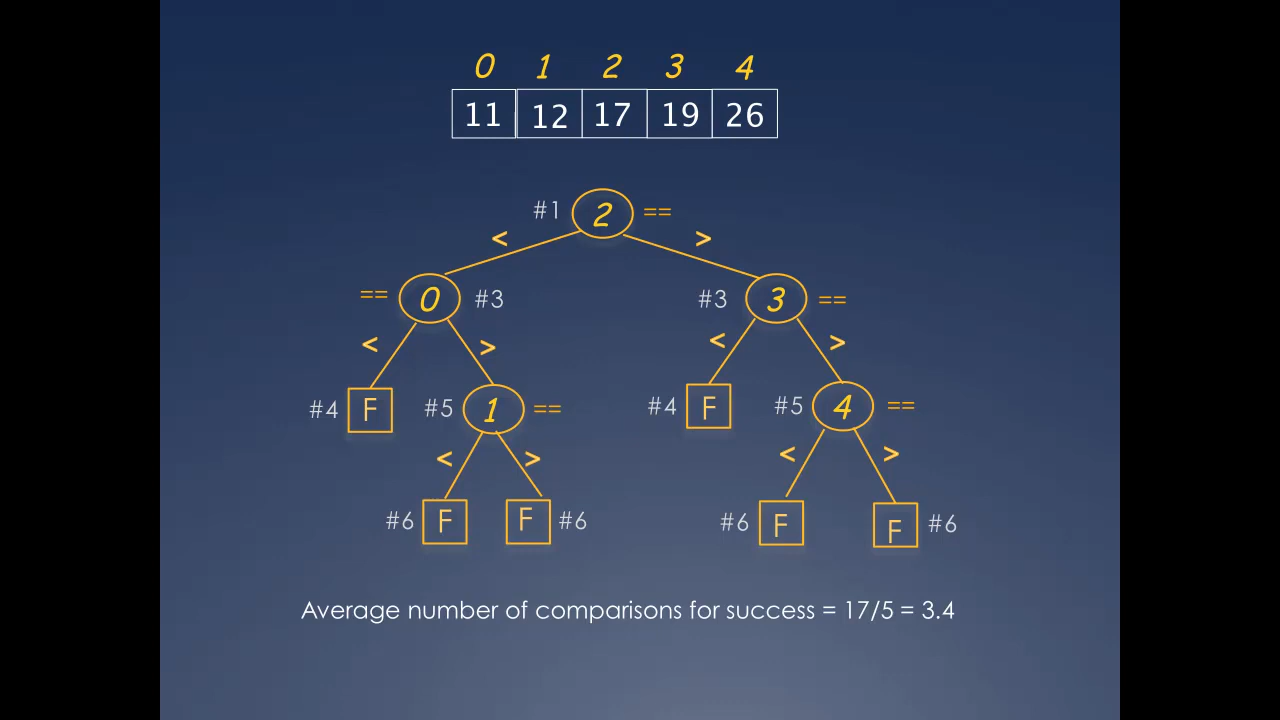 0 1 2 3 4
11 12 17 19 26
#1 2 ==
< >
== 0 #3 #3 3 ==
< > < >
#4 F #5 1 == #4 F #5 4 ==
< > < >
#6 F F #6 #6 F F #6
Average number of comparisons for success = 17/5 = 3.4